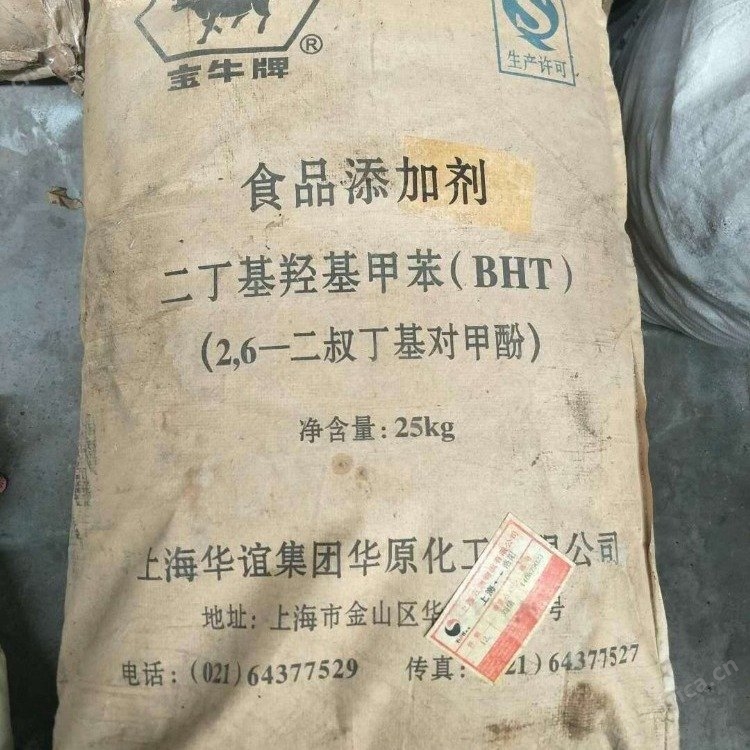 宝牛牌®
生产许可
食品添加剂
二丁基羟基甲苯（BHT）
（2,6－二叔丁基对甲酚）
净含量：25kg
上海华谊集团华原化工 限公司
地址：上海市金山区华 号
电话：（021）64377529 传真： 21）64377527